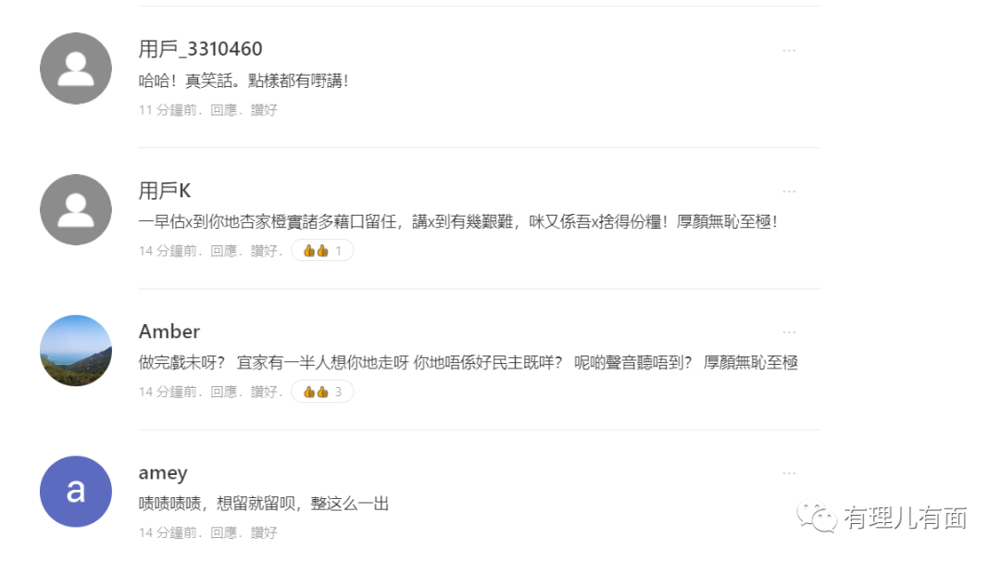 用戶_3310460
...
哈哈！真笑話。點樣都有嘢講！
11 分鐘前．回應．讚好
用戶K
...
一早估x到你地杏家橙實諸多藉口留任，講x到有幾艱難，咪又係吾x捨得份糧！厚顏無恥至極！
14 分鐘前．回應．讚好． 👍👍 1
Amber
...
做完戲未呀？ 宜家有一半人想你地走呀 你地唔係好民主既咩？ 呢啲聲音聽唔到？ 厚顏無恥至極
14 分鐘前．回應．讚好． 👍👍 3
a
amey
...
啧啧啧啧，想留就留呗，整这么一出
14 分鐘前．回應．讚好
有理儿有面